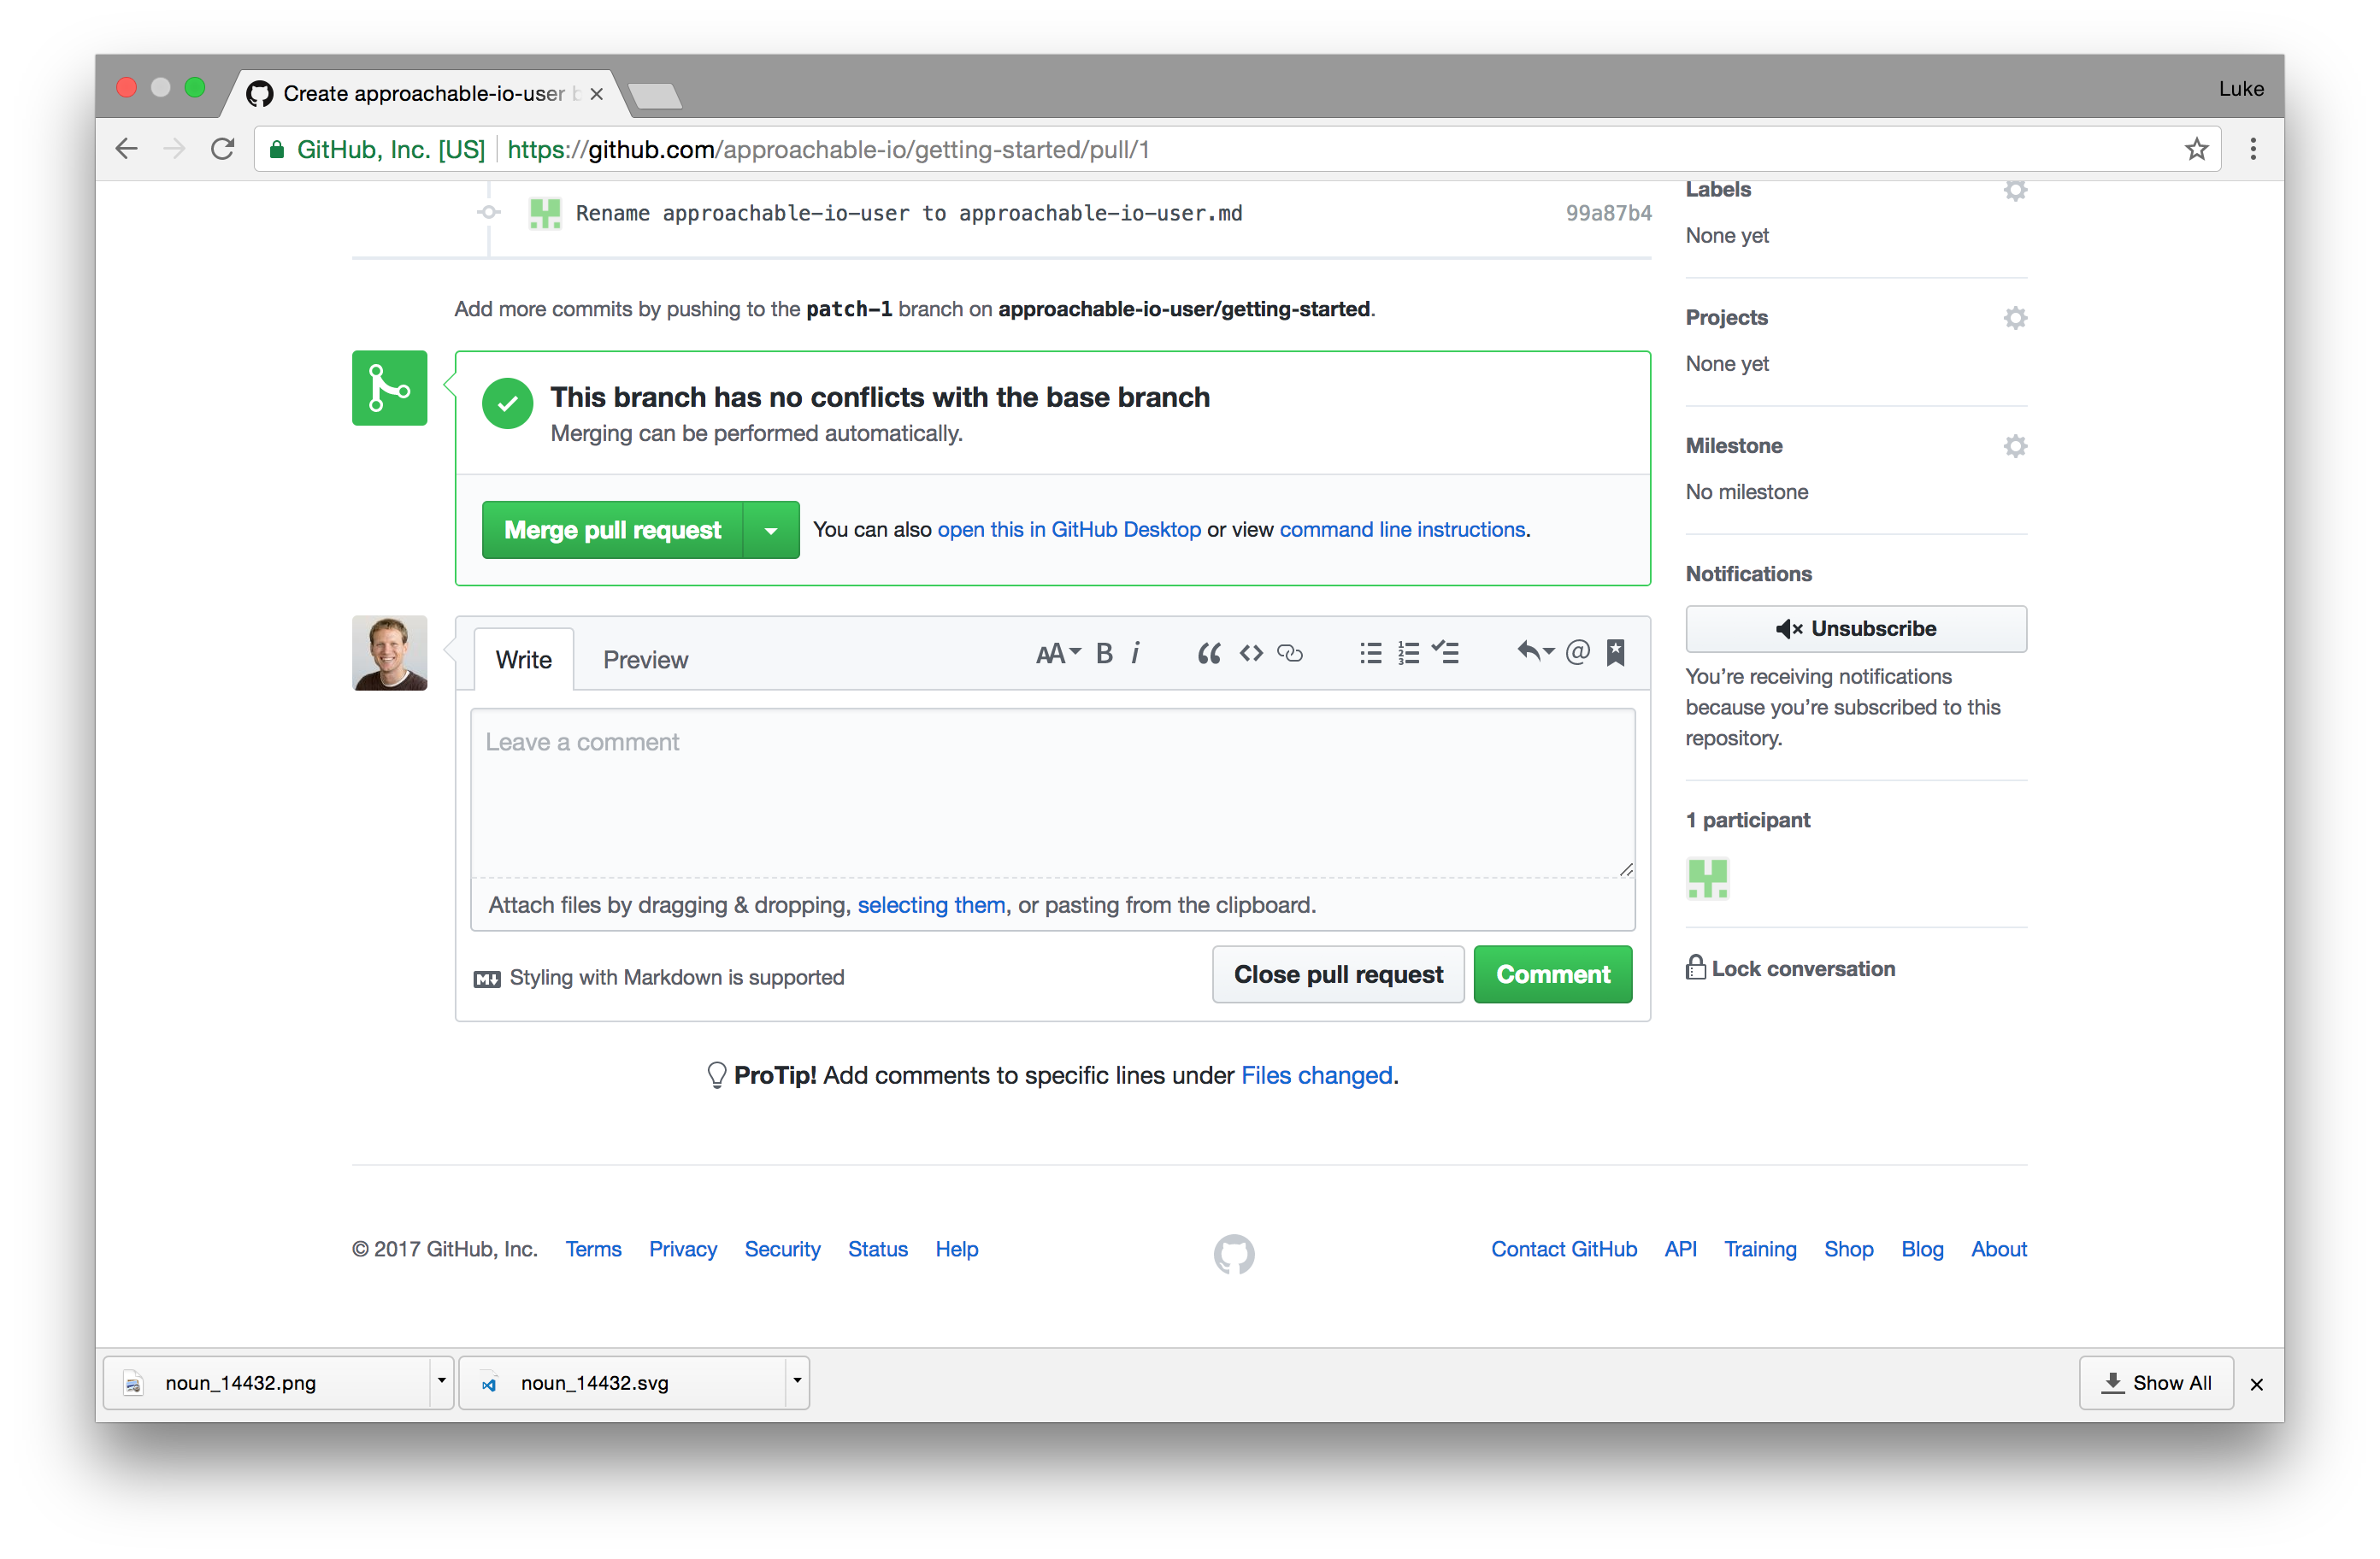 Create approachable-io-user b
Luke
GitHub, Inc. [US]
https://github.com/approachable-io/getting-started/pull/1
Rename approachable-io-user to approachable-io-user.md
99a87b4
Add more commits by pushing to the patch-1 branch on approachable-io-user/getting-started.
This branch has no conflicts with the base branch
Merging can be performed automatically.
Merge pull request
You can also open this in GitHub Desktop or view command line instructions.
Write
Preview
AA
B
i
Leave a comment
Attach files by dragging & dropping, selecting them, or pasting from the clipboard.
Styling with Markdown is supported
Close pull request
Comment
ProTip! Add comments to specific lines under Files changed.
Labels
None yet
Projects
None yet
Milestone
No milestone
Notifications
Unsubscribe
You’re receiving notifications
because you’re subscribed to this
repository.
1 participant
Lock conversation
© 2017 GitHub, Inc.
Terms
Privacy
Security
Status
Help
Contact GitHub
API
Training
Shop
Blog
About
noun_14432.png
noun_14432.svg
Show All